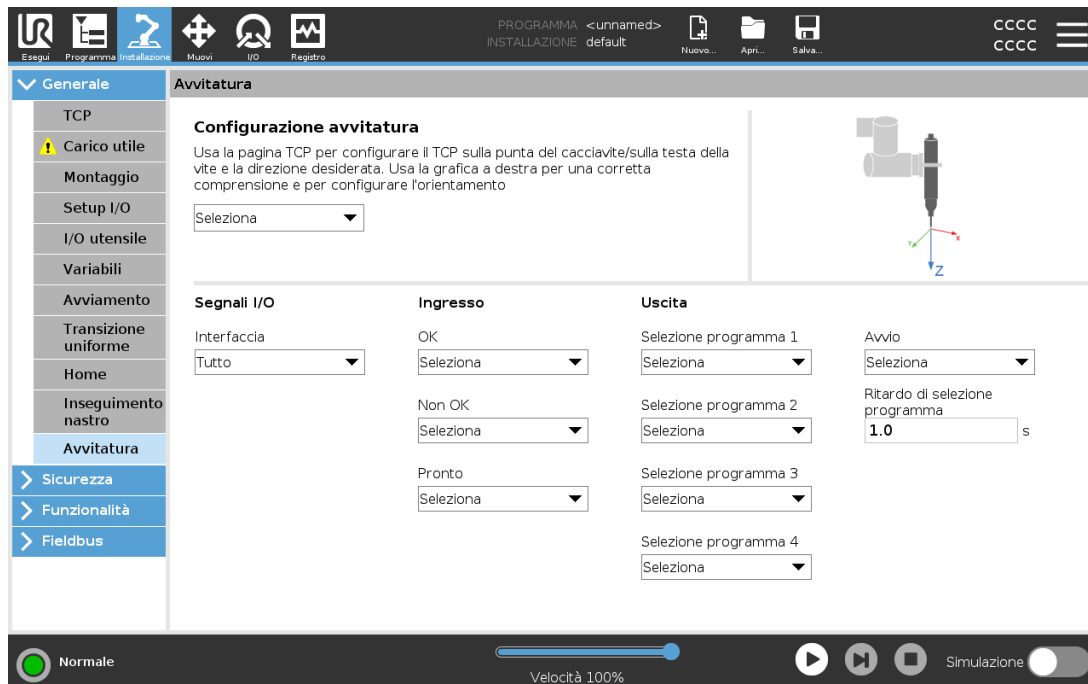 PROGRAMMA <unnamed>
INSTALLAZIONE default
CCCC
CCCC
Esegui
Programma
Installazione
Muovi
I/O
Registro
Nuovo...
Apri...
Salva...
Generale
TCP
Carico utile
Montaggio
Setup I/O
I/O utensile
Variabili
Avviamento
Transizione
uniforme
Home
Inseguimento
nastro
Avvitatura
Sicurezza
Funzionalità
Fieldbus
Avvitatura
Configurazione avvitatura
Usa la pagina TCP per configurare il TCP sulla punta del cacciavite/sulla testa della
vite e la direzione desiderata. Usa la grafica a destra per una corretta
comprensione e per configurare l'orientamento
Seleziona
Y
X
Z
Segnali I/O
Interfaccia
Tutto
Ingresso
OK
Seleziona
Non OK
Seleziona
Pronto
Seleziona
Uscita
Selezione programma 1
Seleziona
Selezione programma 2
Seleziona
Selezione programma 3
Seleziona
Selezione programma 4
Seleziona
Avvio
Seleziona
Ritardo di selezione
programma
1.0 s
Normale
Velocità 100%
Simulazione